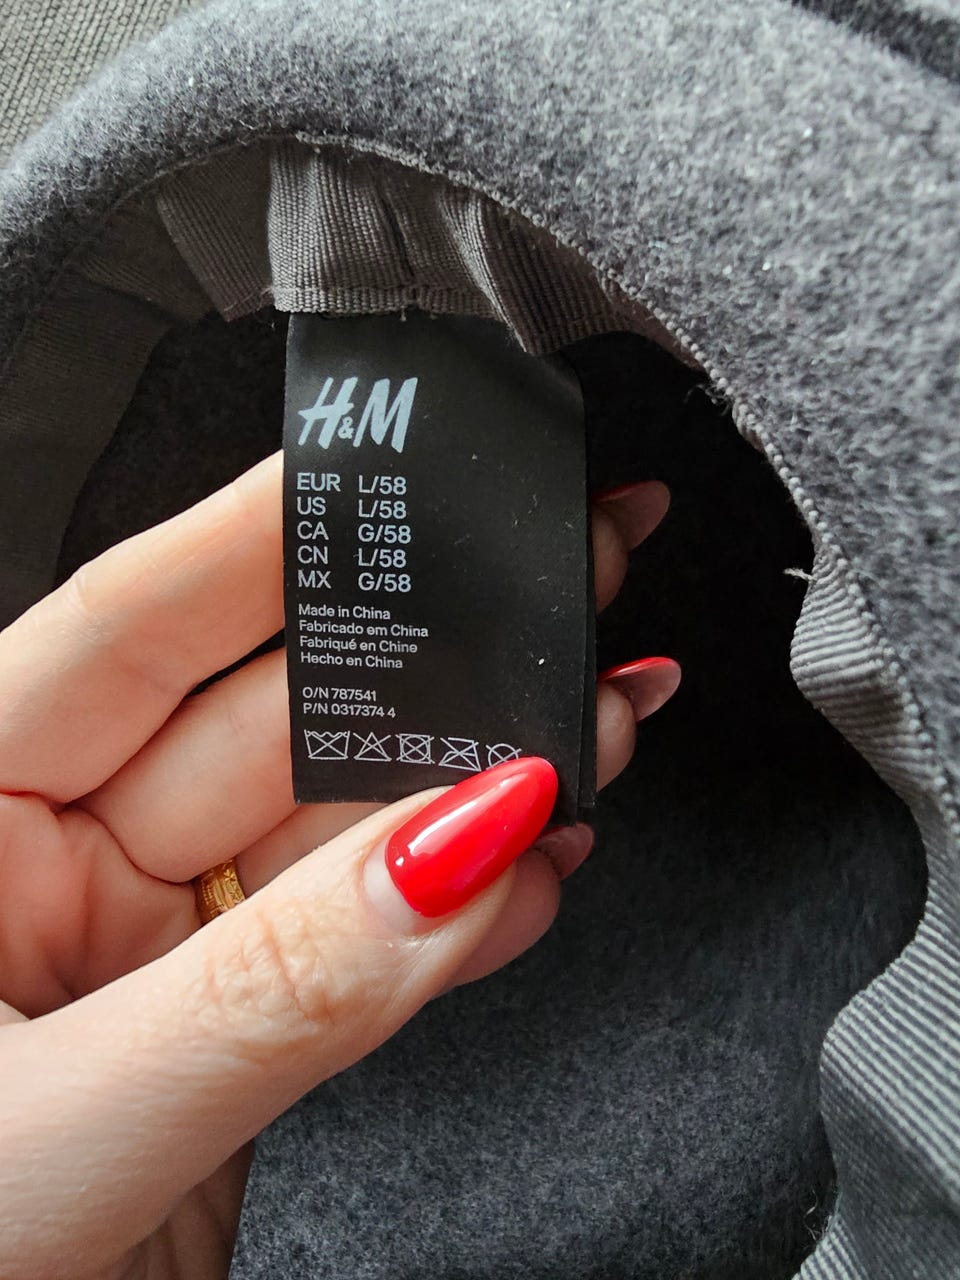 H&M
EUR L/58
US L/58
CA G/58
CN L/58
MX G/58
Made in China
Fabricado em China
Fabriqué en Chine
Hecho en China
O/N 787541
P/N 0317374 4